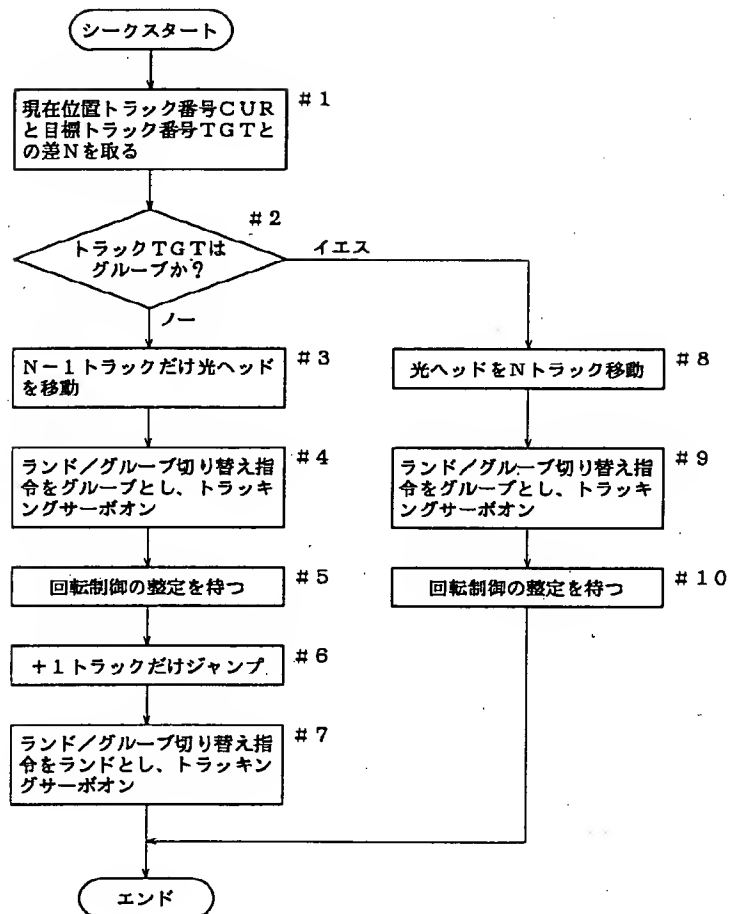 シークスタート
現在位置トラック番号CUR
と目標トラック番号TGTと
の差Nを取る
#1
#2
トラックTGTは
グルーブか?
イエス
ノー
N-1トラックだけ光ヘッド
を移動
#3
光ヘッドをNトラック移動
#8
ランド/グルーブ切り替え指
令をグルーブとし、トラッキ
ングサーボオン
#4
ランド/グルーブ切り替え指
令をグルーブとし、トラッキ
ングサーボオン
#9
回転制御の整定を待つ
#5
回転制御の整定を待つ
#10
+1トラックだけジャンプ
#6
ランド/グルーブ切り替え指
令をランドとし、トラッキン
グサーボオン
#7
エンド